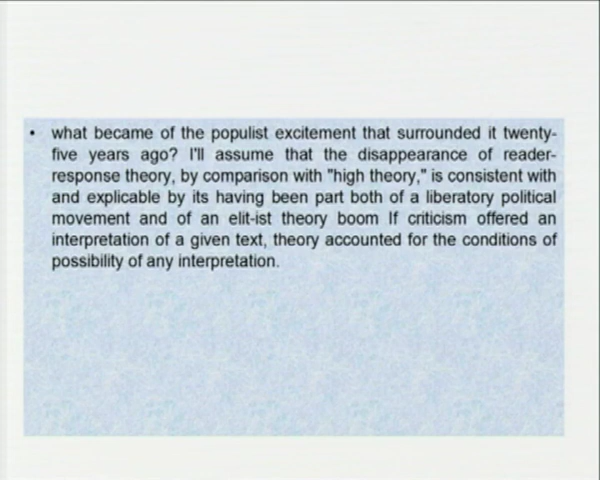 • what became of the populist excitement that surrounded it twenty-
five years ago? I'll assume that the disappearance of reader-
response theory, by comparison with "high theory," is consistent with
and explicable by its having been part both of a liberatory political
movement and of an elit-ist theory boom If criticism offered an
interpretation of a given text, theory accounted for the conditions of
possibility of any interpretation.